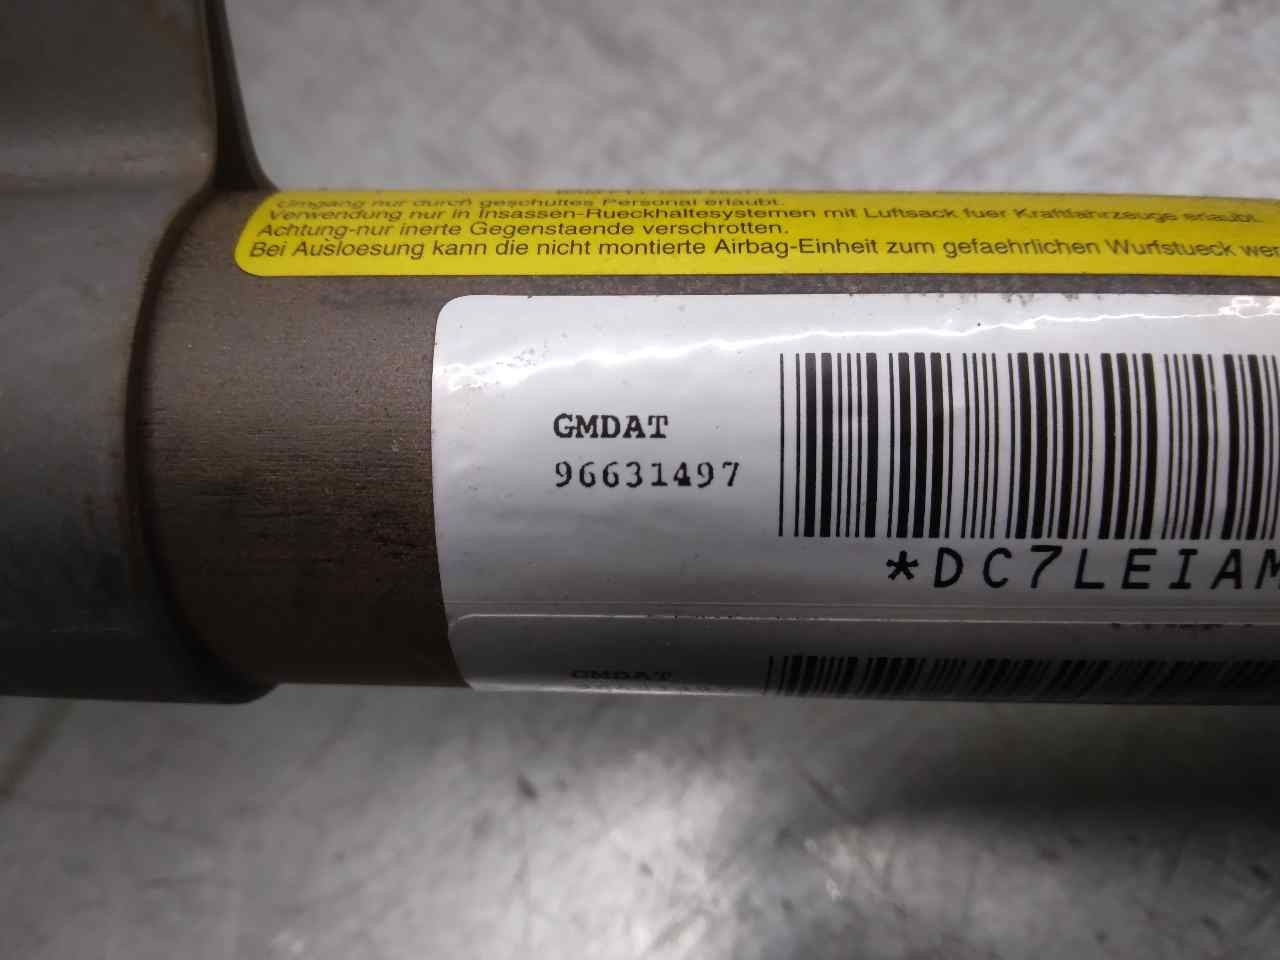 Umgang nur durch geschultes Personal erlaubt.
Verwendung nur in Insassen-Rueckhaltesystemen mit Luftsack fuer Kraftfahrzeuge erlaubt.
Achtung-nur inerte Gegenstaende verschrotten.
Bei Ausloesung kann die nicht montierte Airbag-Einheit zum gefaehrlichen Wurfstueck wer
GMDAT
96631497
*DC7LEIAM
GMDAT